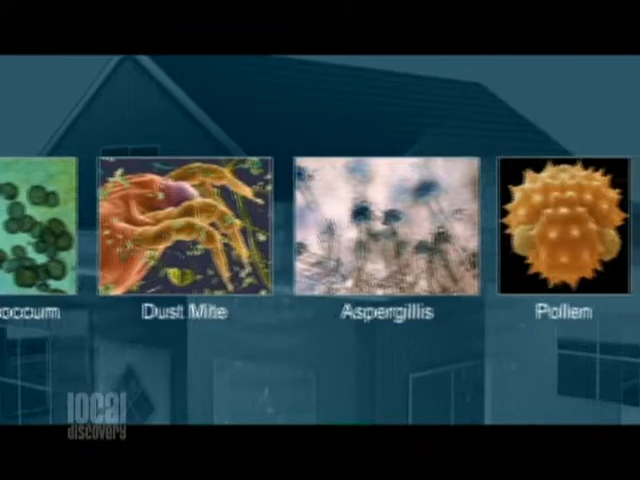 occum
Dust Mite
Aspergillis
Pollen
local
discovery